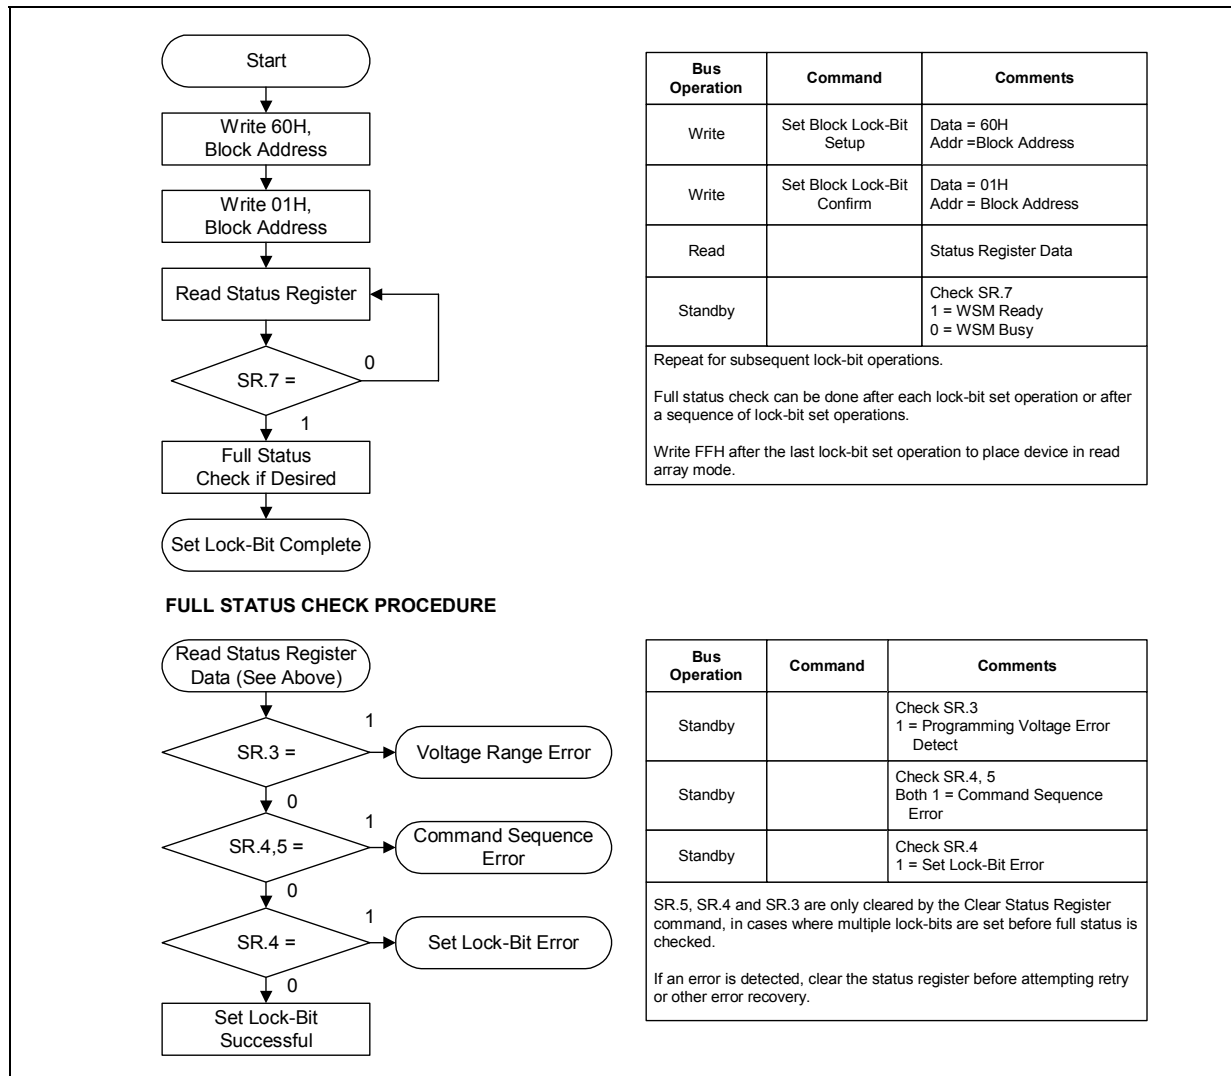 Start
Write 60H,
Block Address
Write 01H,
Block Address
Read Status Register
0
SR.7 =
1
Full Status
Check if Desired
Set Lock-Bit Complete
Bus
Operation
Command
Comments
Write
Set Block Lock-Bit
Setup
Data = 60H
Addr =Block Address
Write
Set Block Lock-Bit
Confirm
Data = 01H
Addr = Block Address
Read
Status Register Data
Standby
Check SR.7
1 = WSM Ready
0 = WSM Busy
Repeat for subsequent lock-bit operations.
Full status check can be done after each lock-bit set operation or after
a sequence of lock-bit set operations.
Write FFH after the last lock-bit set operation to place device in read
array mode.
FULL STATUS CHECK PROCEDURE
Read Status Register
Data (See Above)
1
SR.3 =
Voltage Range Error
0
1
SR.4,5 =
Command Sequence
Error
0
1
SR.4 =
Set Lock-Bit Error
0
Set Lock-Bit
Successful
Bus
Operation
Command
Comments
Standby
Check SR.3
1 = Programming Voltage Error
Detect
Standby
Check SR.4, 5
Both 1 = Command Sequence
Error
Standby
Check SR.4
1 = Set Lock-Bit Error
SR.5, SR.4 and SR.3 are only cleared by the Clear Status Register
command, in cases where multiple lock-bits are set before full status is
checked.
If an error is detected, clear the status register before attempting retry
or other error recovery.